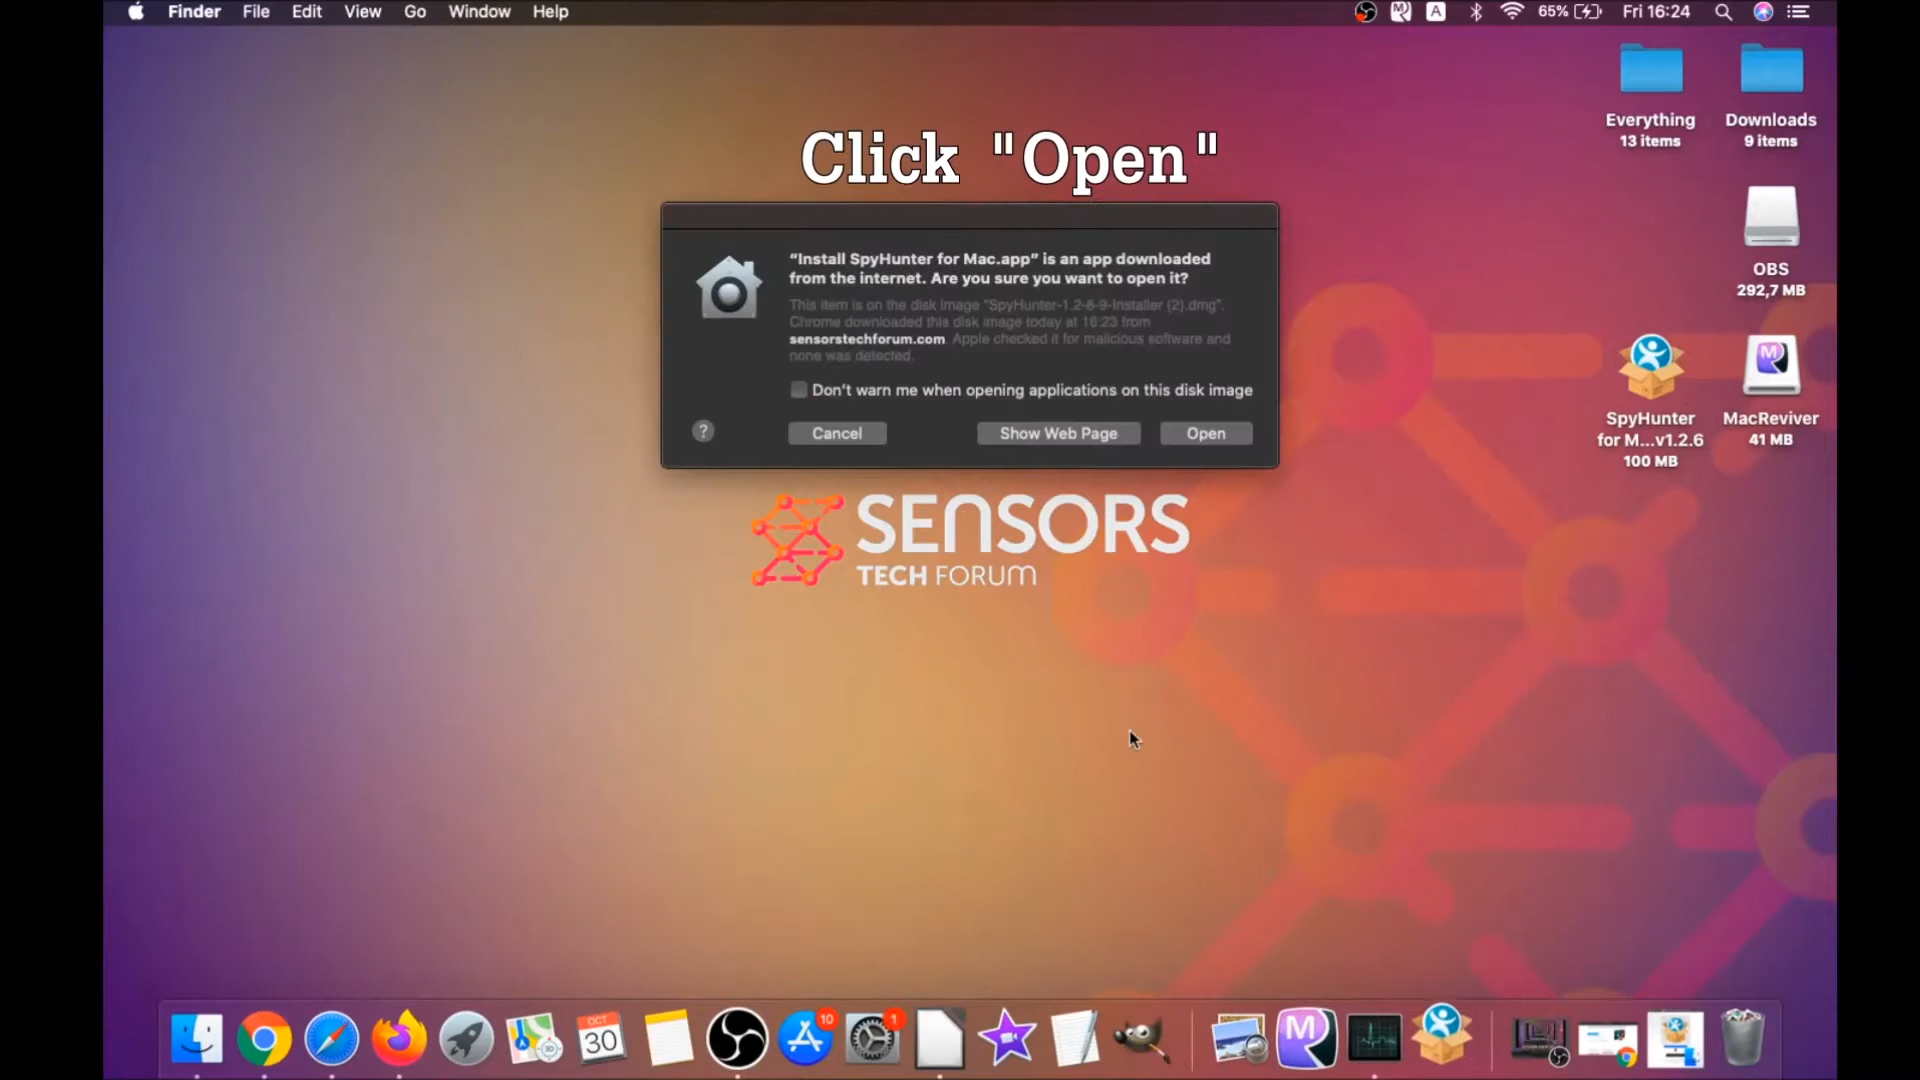 Finder File Edit View Go Window Help
A 65% Fri 16:24
Everything
13 items
Downloads
9 items
Click "Open"
“Install SpyHunter for Mac.app” is an app downloaded
from the internet. Are you sure you want to open it?
This item is on the disk image “SpyHunter-1.2-6-9-Installer (2).dmg”.
Chrome downloaded this disk image today at 16:23 from
sensorstechforum.com. Apple checked it for malicious software and
none was detected.
Don’t warn me when opening applications on this disk image
? Cancel Show Web Page Open
OBS
292,7 MB
SpyHunter
for M...v1.2.6
100 MB
MacReviver
41 MB
SENSORS
TECH FORUM
OCT
30
10
1
M